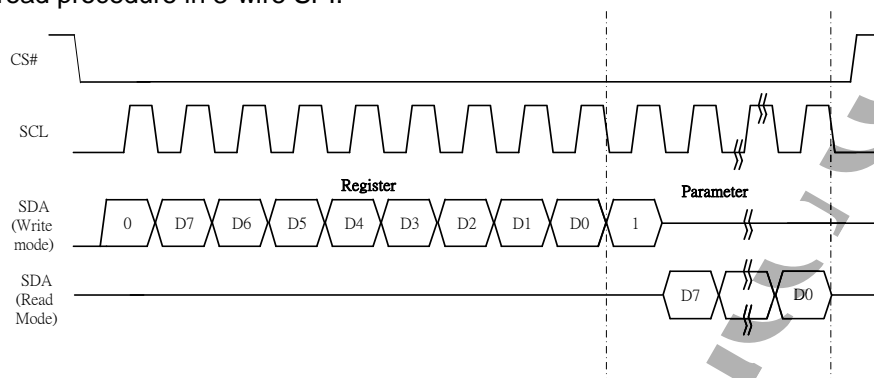 read procedure in 3-wire SPI.
CS#
SCL
Register
Parameter
SDA
(Write
mode)
0 D7 D6 D5 D4 D3 D2 D1 D0 1
SDA
(Read
Mode)
D7 D0